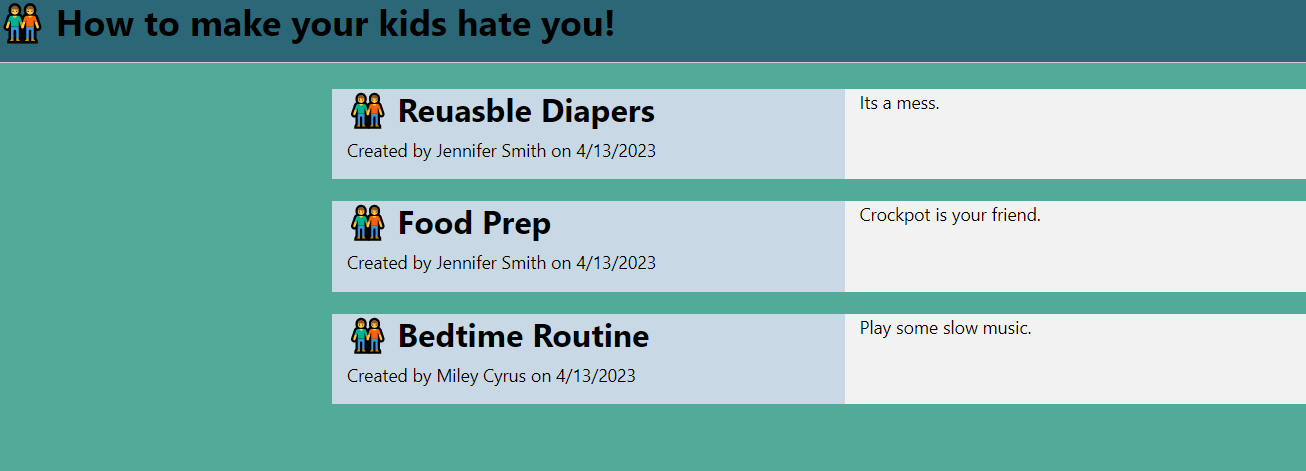 How to make your kids hate you!
Reuasble Diapers
Created by Jennifer Smith on 4/13/2023
Its a mess.
Food Prep
Created by Jennifer Smith on 4/13/2023
Crockpot is your friend.
Bedtime Routine
Created by Miley Cyrus on 4/13/2023
Play some slow music.